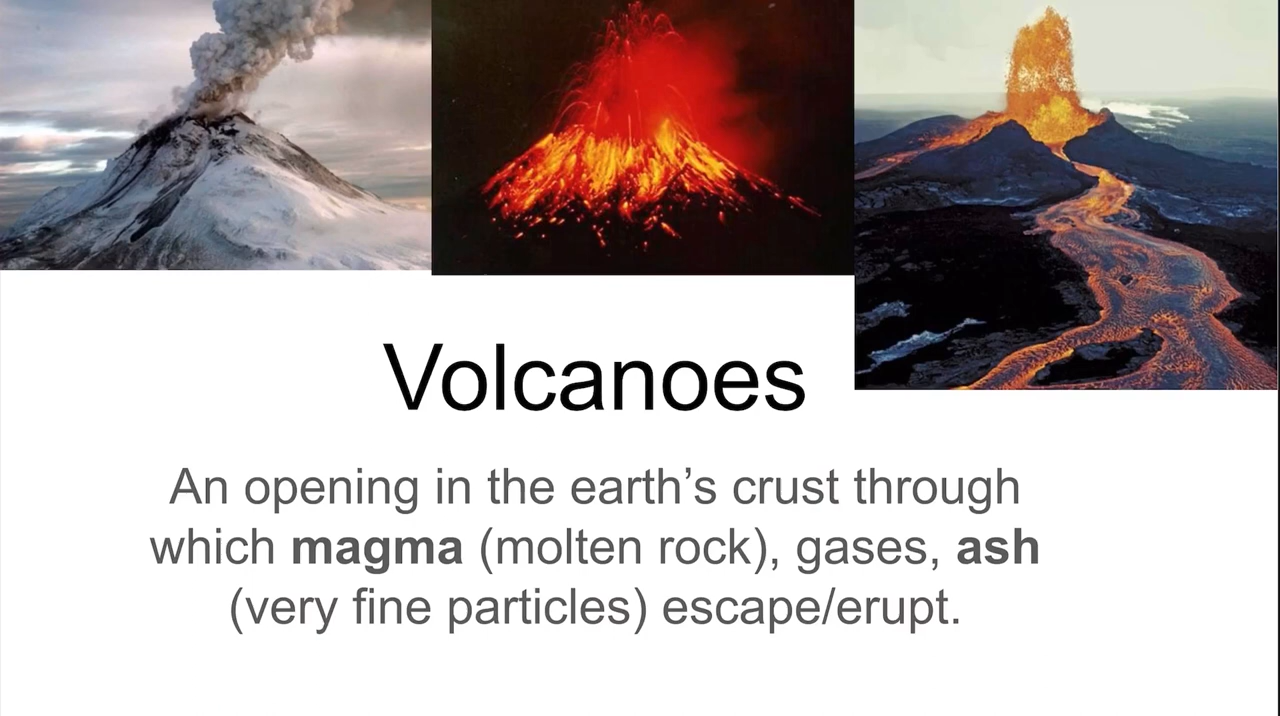 Volcanoes
An opening in the earth’s crust through
which magma (molten rock), gases, ash
(very fine particles) escape/erupt.